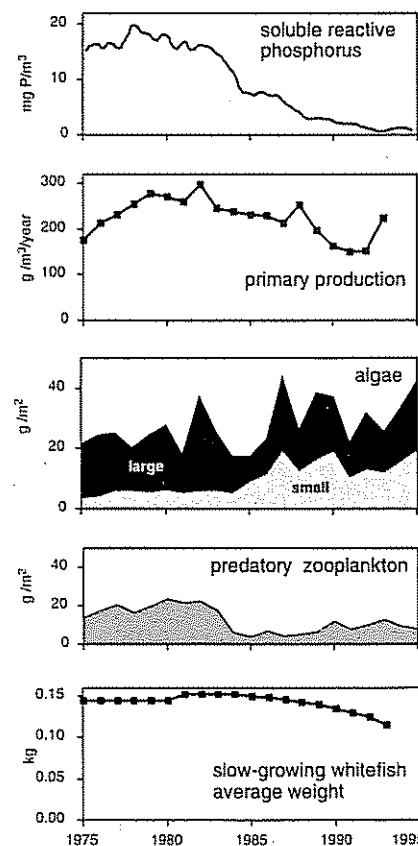 20
10
0
mg P/m³
soluble reactive
phosphorus
300
200
100
0
g/m³/year
primary production
40
20
0
g/m²
algae
large
small
40
20
0
g/m²
predatory zooplankton
0.15
0.10
0.05
0.00
kg
slow-growing whitefish
average weight
1975
1980
1985
1990
1995